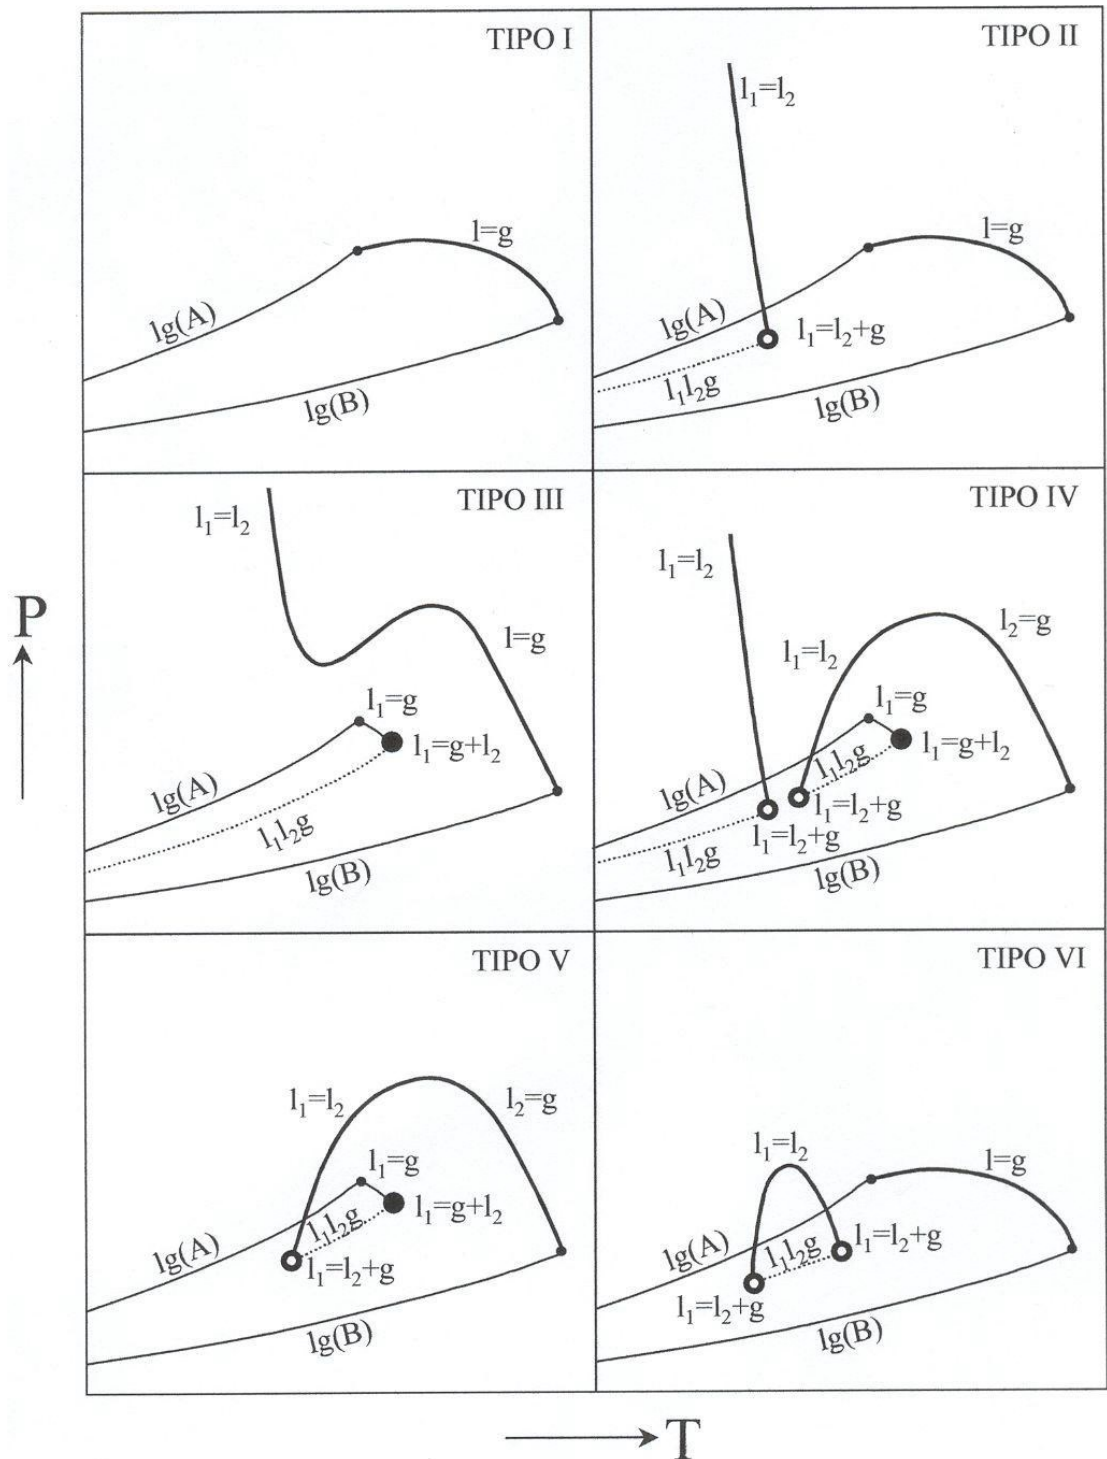 TIPO I
l=g
lg(A)
lg(B)
TIPO II
l₁=l₂
l=g
lg(A)
l₁=l₂+g
l₁l₂g
lg(B)
TIPO III
l₁=l₂
l=g
l₁=g
l₁=g+l₂
lg(A)
l₁l₂g
lg(B)
TIPO IV
l₁=l₂
l₂=g
l₁=l₂
l₁=g
l₁=g+l₂
l₁l₂g
lg(A)
l₁=l₂+g
l₁=l₂+g
l₁l₂g
lg(B)
P
TIPO V
l₁=l₂
l₂=g
l₁=g
l₁=g+l₂
l₁l₂g
lg(A)
l₁=l₂+g
lg(B)
TIPO VI
l₁=l₂
l=g
lg(A)
l₁l₂g
l₁=l₂+g
l₁=l₂+g
lg(B)
T